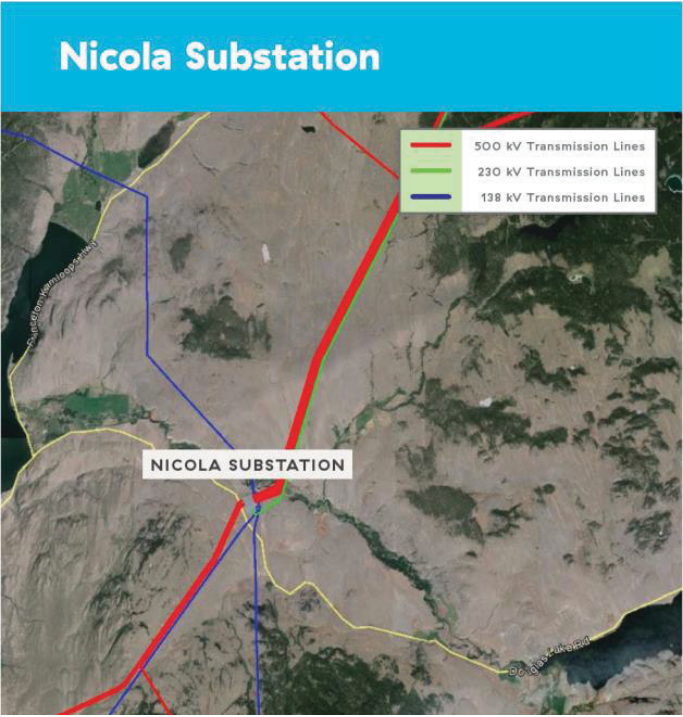 Nicola Substation
500 kV Transmission Lines
230 kV Transmission Lines
138 kV Transmission Lines
NICOLA SUBSTATION